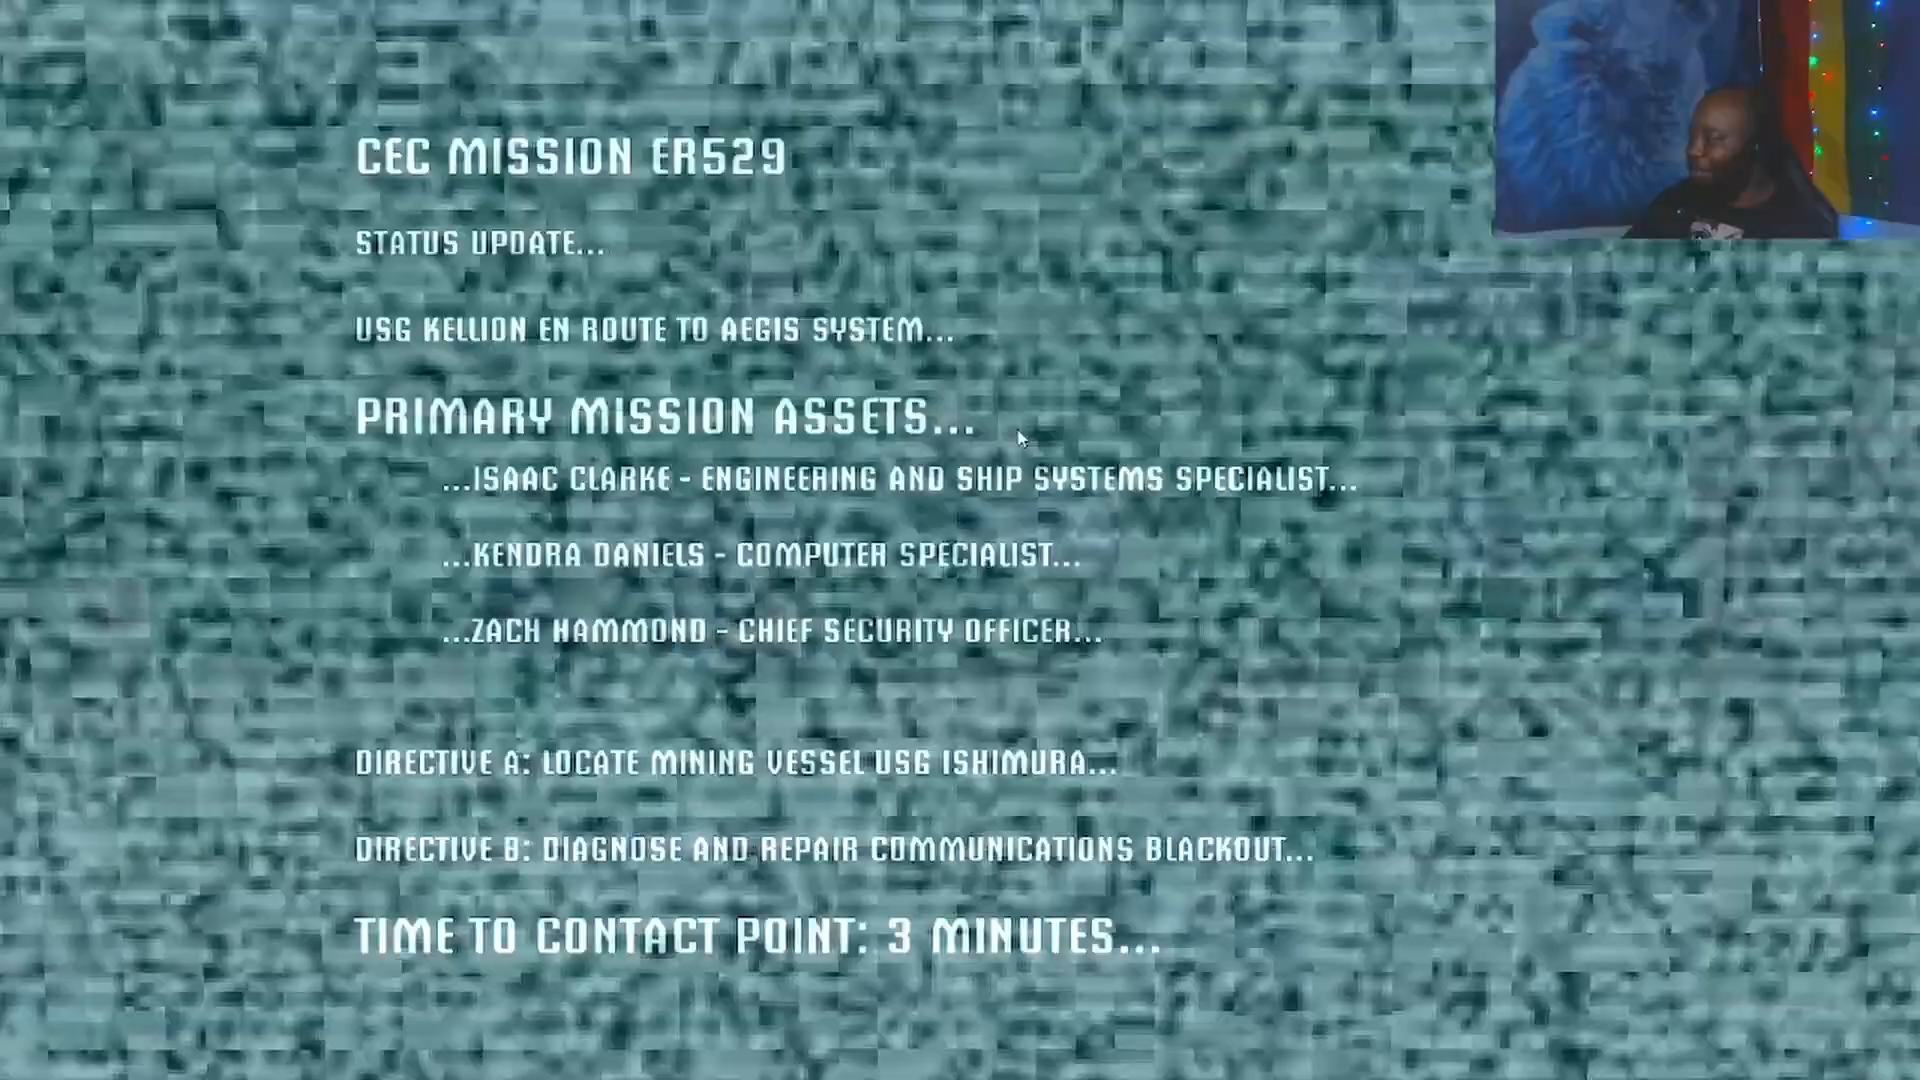 CEC MISSION ER529
STATUS UPDATE...
USG KELLION EN ROUTE TO AEGIS SYSTEM...
PRIMARY MISSION ASSETS...
...ISAAC CLARKE - ENGINEERING AND SHIP SYSTEMS SPECIALIST...
...KENDRA DANIELS - COMPUTER SPECIALIST...
...ZACH HAMMOND - CHIEF SECURITY OFFICER...
DIRECTIVE A: LOCATE MINING VESSEL USG ISHIMURA...
DIRECTIVE B: DIAGNOSE AND REPAIR COMMUNICATIONS BLACKOUT...
TIME TO CONTACT POINT: 3 MINUTES...